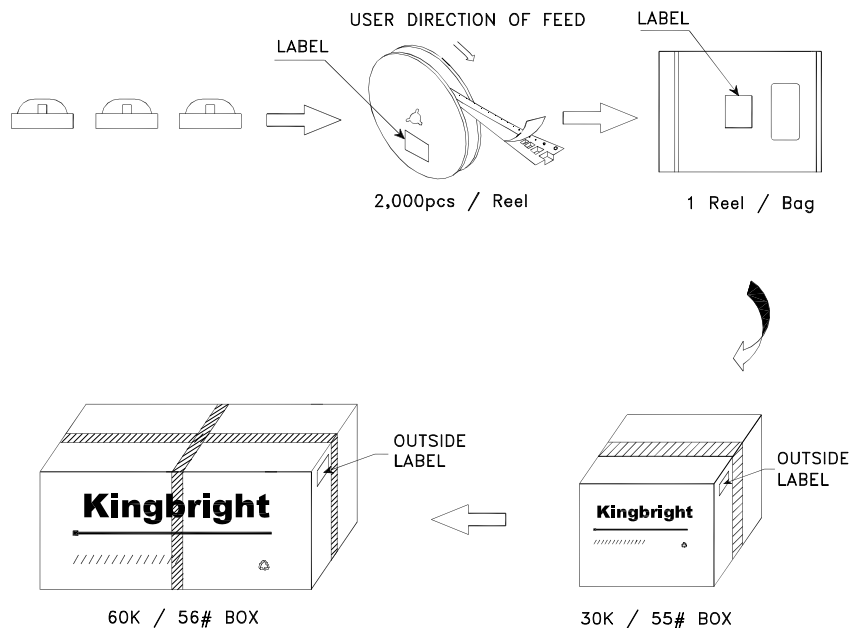 USER DIRECTION OF FEED
LABEL
LABEL
2,000pcs / Reel
1 Reel / Bag
OUTSIDE
LABEL
Kingbright
60K / 56# BOX
OUTSIDE
LABEL
Kingbright
30K / 55# BOX